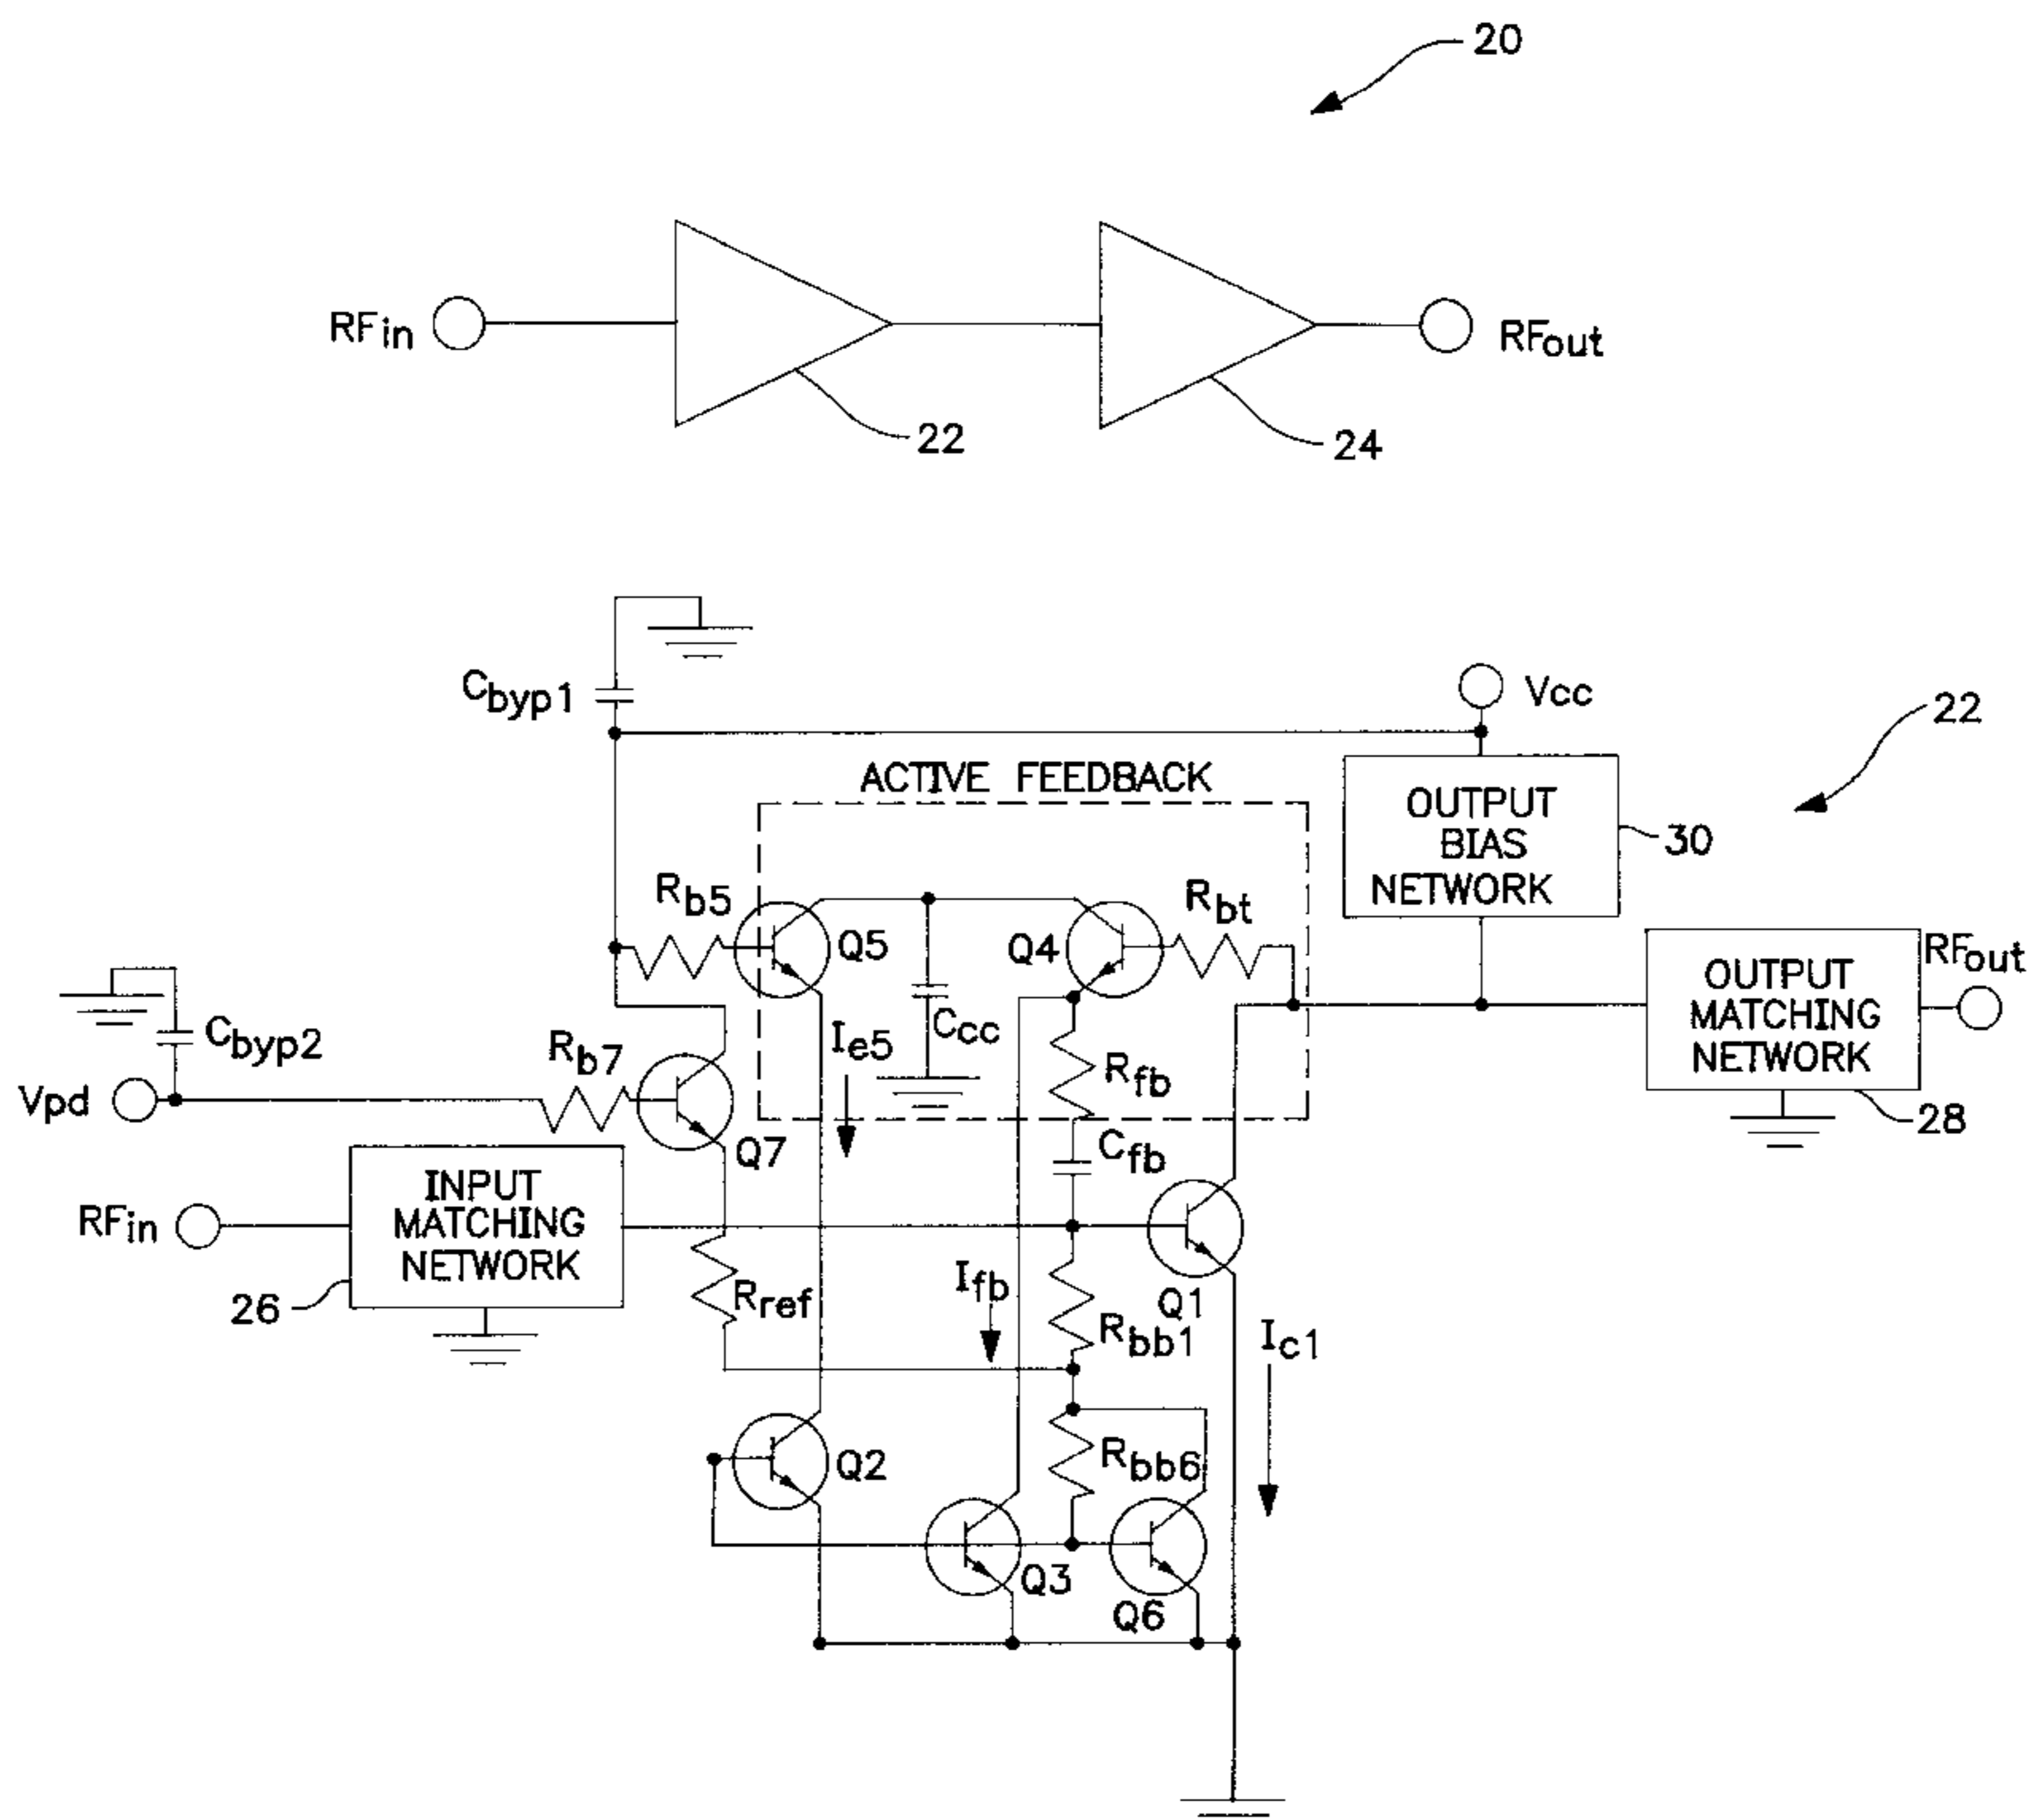 20
RFin
RFout
22
24
Cbyp1
Vcc
22
ACTIVE FEEDBACK
OUTPUT
BIAS
NETWORK
30
Rb5
Q5
Q4
Rbt
RFout
OUTPUT
MATCHING
NETWORK
28
Cbyp2
Rb7
Ie5
Ccc
Rfb
Vpd
Q7
Cfb
RFin
INPUT
MATCHING
NETWORK
26
Rref
Ifb
Rbb1
Q1
Ic1
Q2
Rbb6
Q3
Q6